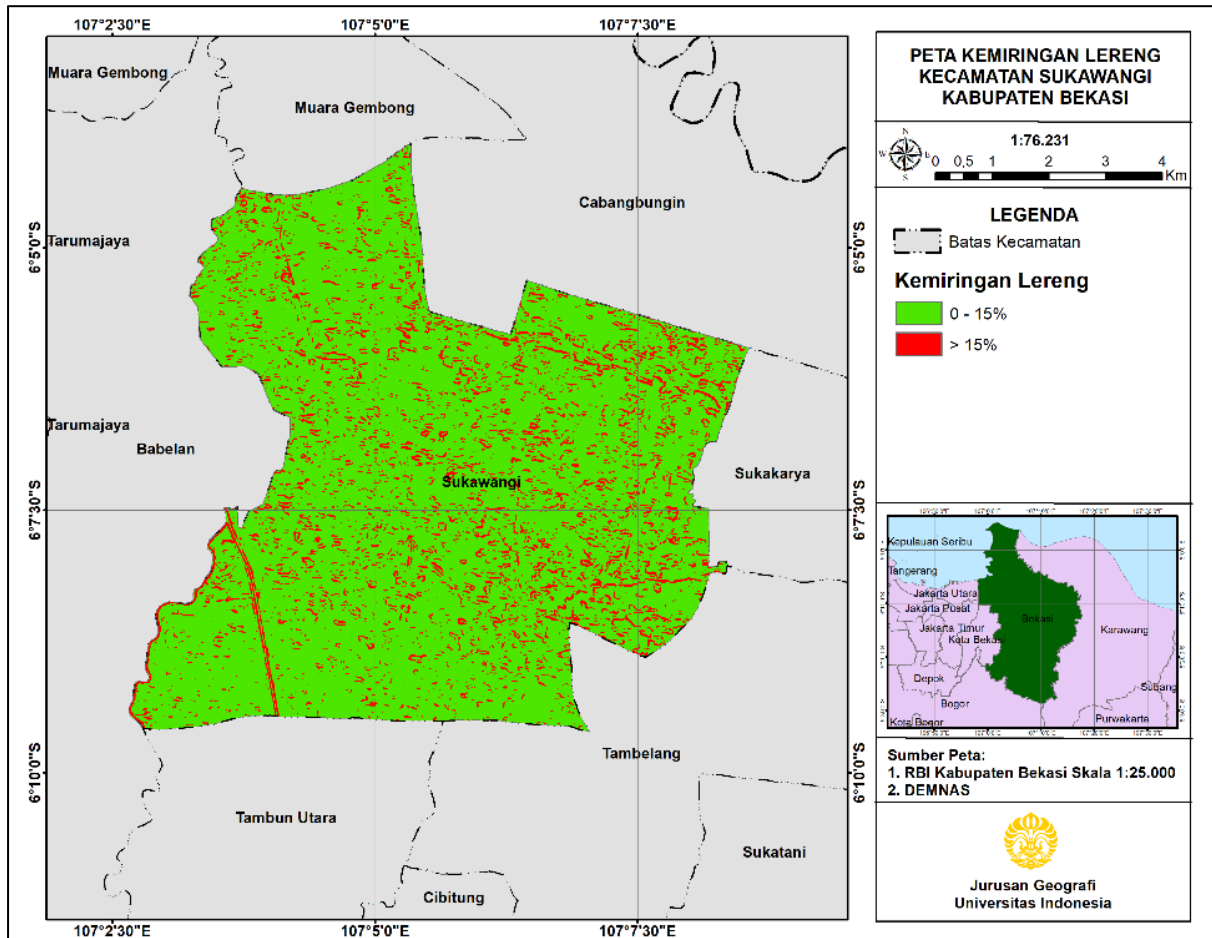 107°2'30"E 107°5'0"E 107°7'30"E
Muara Gembong
Muara Gembong
Cabangbungin
Tarumajaya
6°5'0"S
6°5'0"S
Tarumajaya
Babelan
Sukawangi
Sukakarya
6°7'30"S
6°7'30"S
Tambelang
6°10'0"S
6°10'0"S
Tambun Utara
Sukatani
Cibitung
107°2'30"E 107°5'0"E 107°7'30"E
PETA KEMIRINGAN LERENG
KECAMATAN SUKAWANGI
KABUPATEN BEKASI
N
W
S
1:76.231
0 0,5 1 2 3 4
Km
LEGENDA
Batas Kecamatan
Kemiringan Lereng
0 - 15%
> 15%
Kepulauan Seribu
Tangerang
Jakarta Utara
Jakarta Pusat
Jakarta Timur
Kota Bekasi
Bekasi
Karawang
Depok
Bogor
Subang
Kota Bogor
Purwakarta
Sumber Peta:
1. RBI Kabupaten Bekasi Skala 1:25.000
2. DEMNAS
Jurusan Geografi
Universitas Indonesia